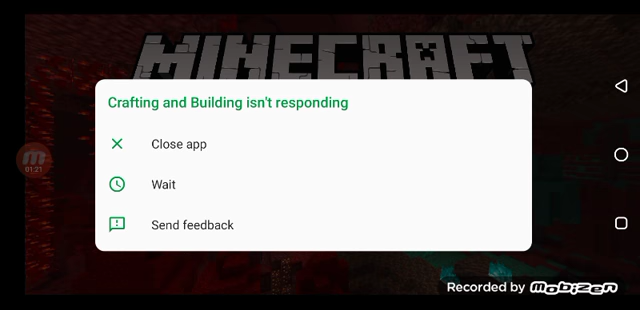 MINECRAFT
Crafting and Building isn't responding
Close app
01:21
Wait
Send feedback
Recorded by Mobizen